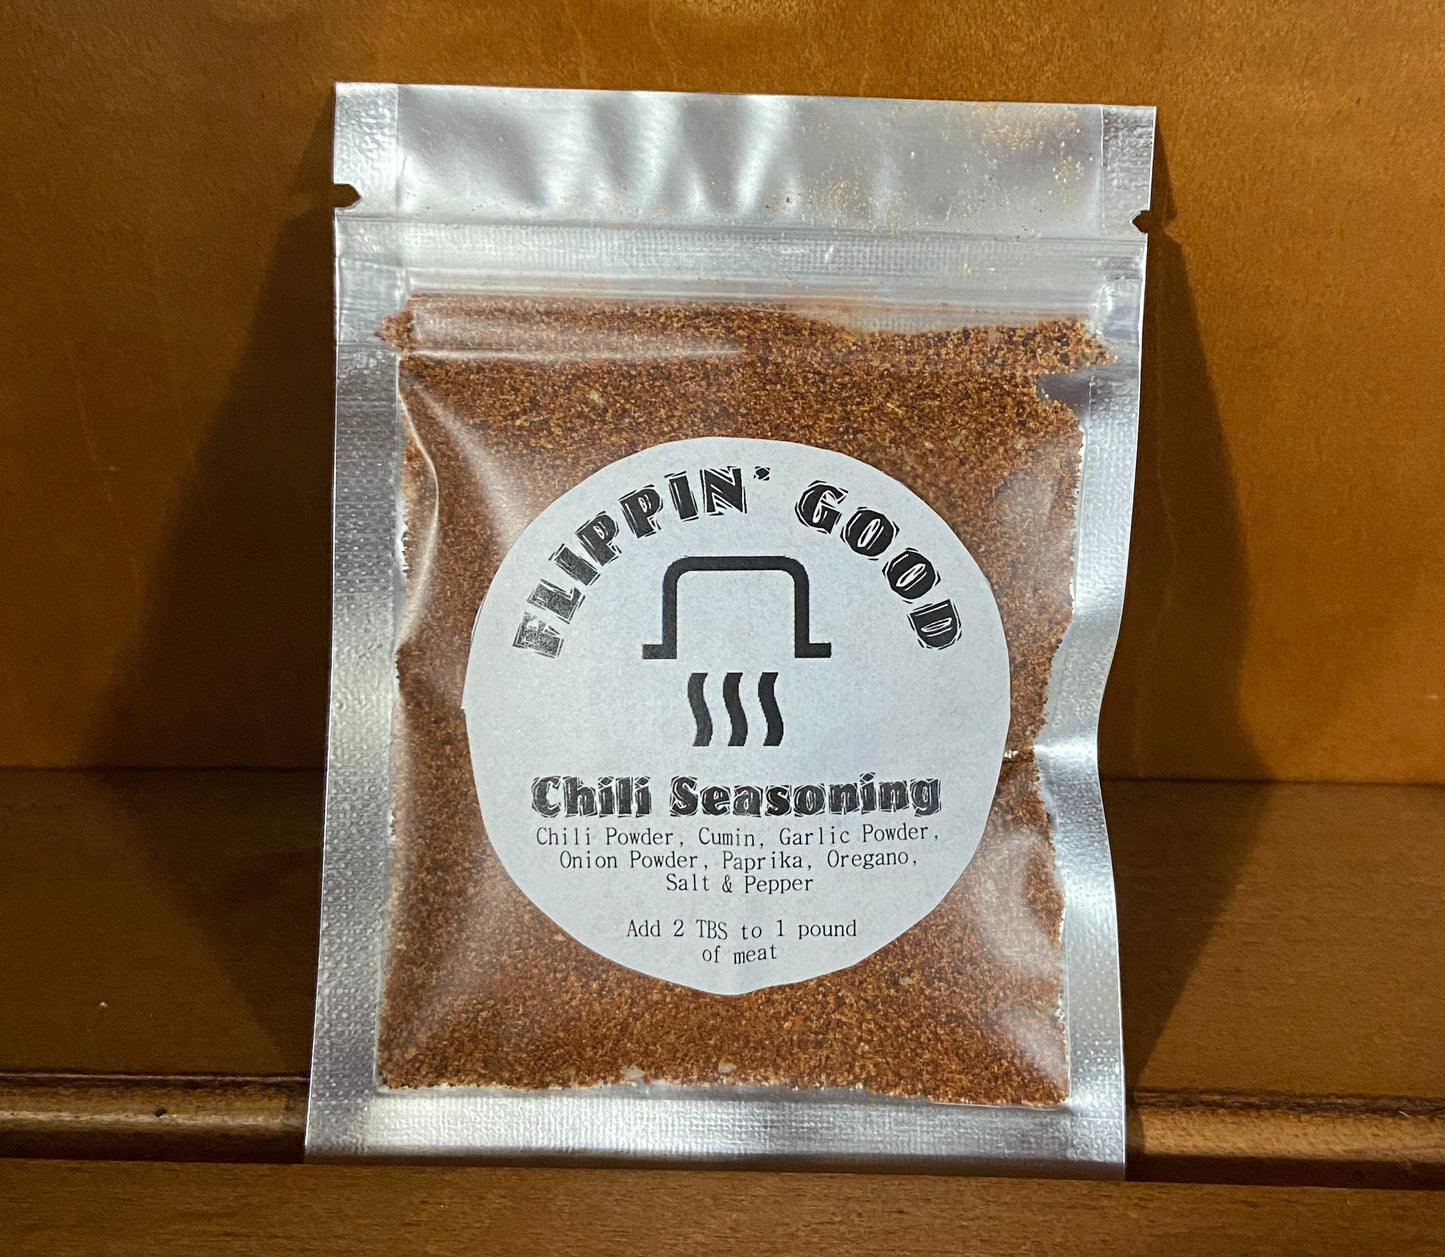 FLIPPIN' GOOD
Chili Seasoning
Chili Powder, Cumin, Garlic Powder,
Onion Powder, Paprika, Oregano,
Salt & Pepper
Add 2 TBS to 1 pound
of meat